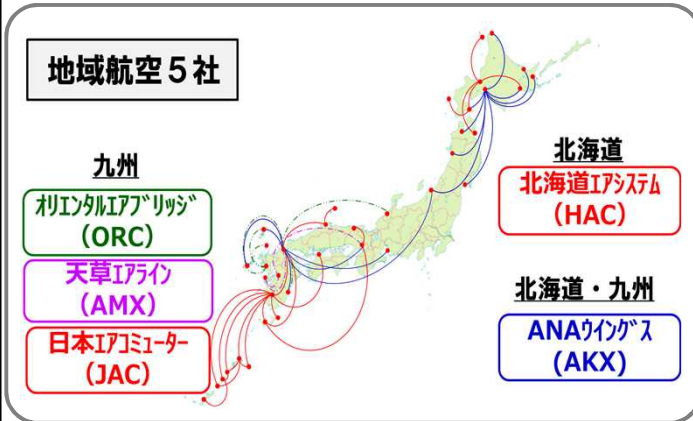 地域航空５社
九州
ｵﾘｴﾝﾀﾙｴｱﾌﾞﾘｯｼﾞ
(ORC)
天草ｴｱﾗｲﾝ
(AMX)
日本ｴｱｺﾐｭｰﾀｰ
(JAC)
北海道
北海道ｴｱｼｽﾃﾑ
(HAC)
北海道・九州
ANAｳｲﾝｸﾞｽ
(AKX)